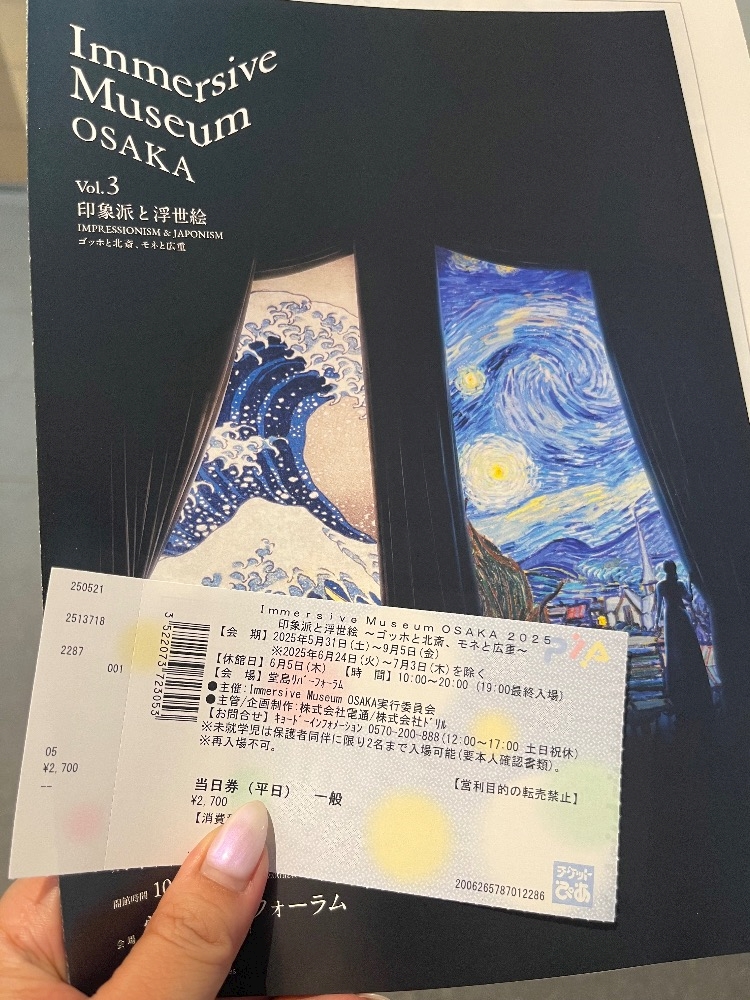 Immersive
Museum
OSAKA
Vol.3
印象派と浮世絵
IMPRESSIONISM & JAPONISM
ゴッホと北斎、モネと広重
250521
2513718
2287
001
05
¥2,700
--
3 522073 723053
Immersive Museum OSAKA 2025
印象派と浮世絵 ～ゴッホと北斎、モネと広重～
【会 期】2025年5月31日(土)～9月5日(金)
※2025年6月24日(火)～7月3日(木)を除く
【休館日】6月5日(木) 【時 間】10:00～20:00 (19:00最終入場)
【会 場】堂島リバーフォーラム
●主催:Immersive Museum OSAKA実行委員会
●主管/企画制作:株式会社電通/株式会社ドリル
【お問合せ】キョードーインフォメーション 0570-200-888(12:00～17:00 土日祝休)
※未就学児は保護者同伴に限り2名まで入場可能(要本人確認書類)。
※再入場不可。
PIA
当日券(平日) 一般
¥2,700
【営利目的の転売禁止】
【消費
2006265787012286
チケット
ぴあ
開館時間 10
フォーラム
会場